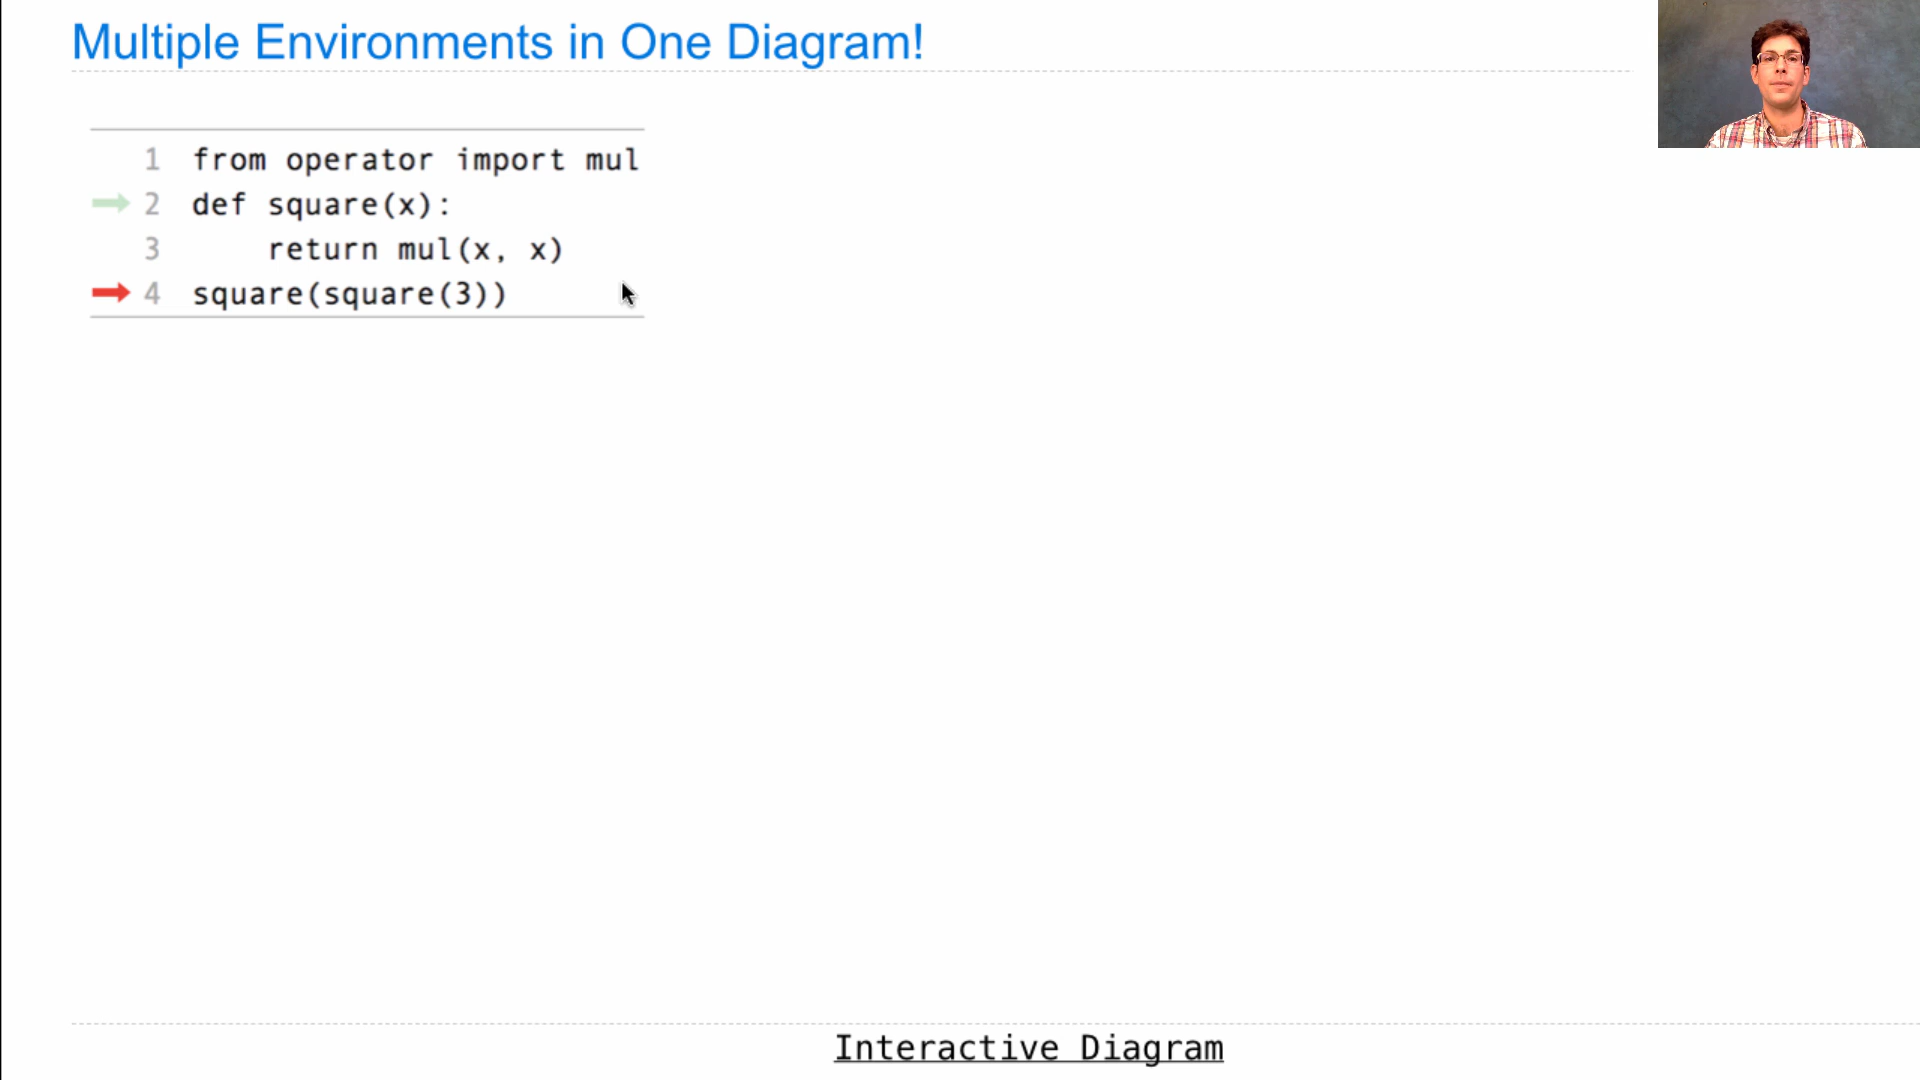 Multiple Environments in One Diagram!
1 from operator import mul
2 def square(x):
3     return mul(x, x)
4 square(square(3))
Interactive Diagram